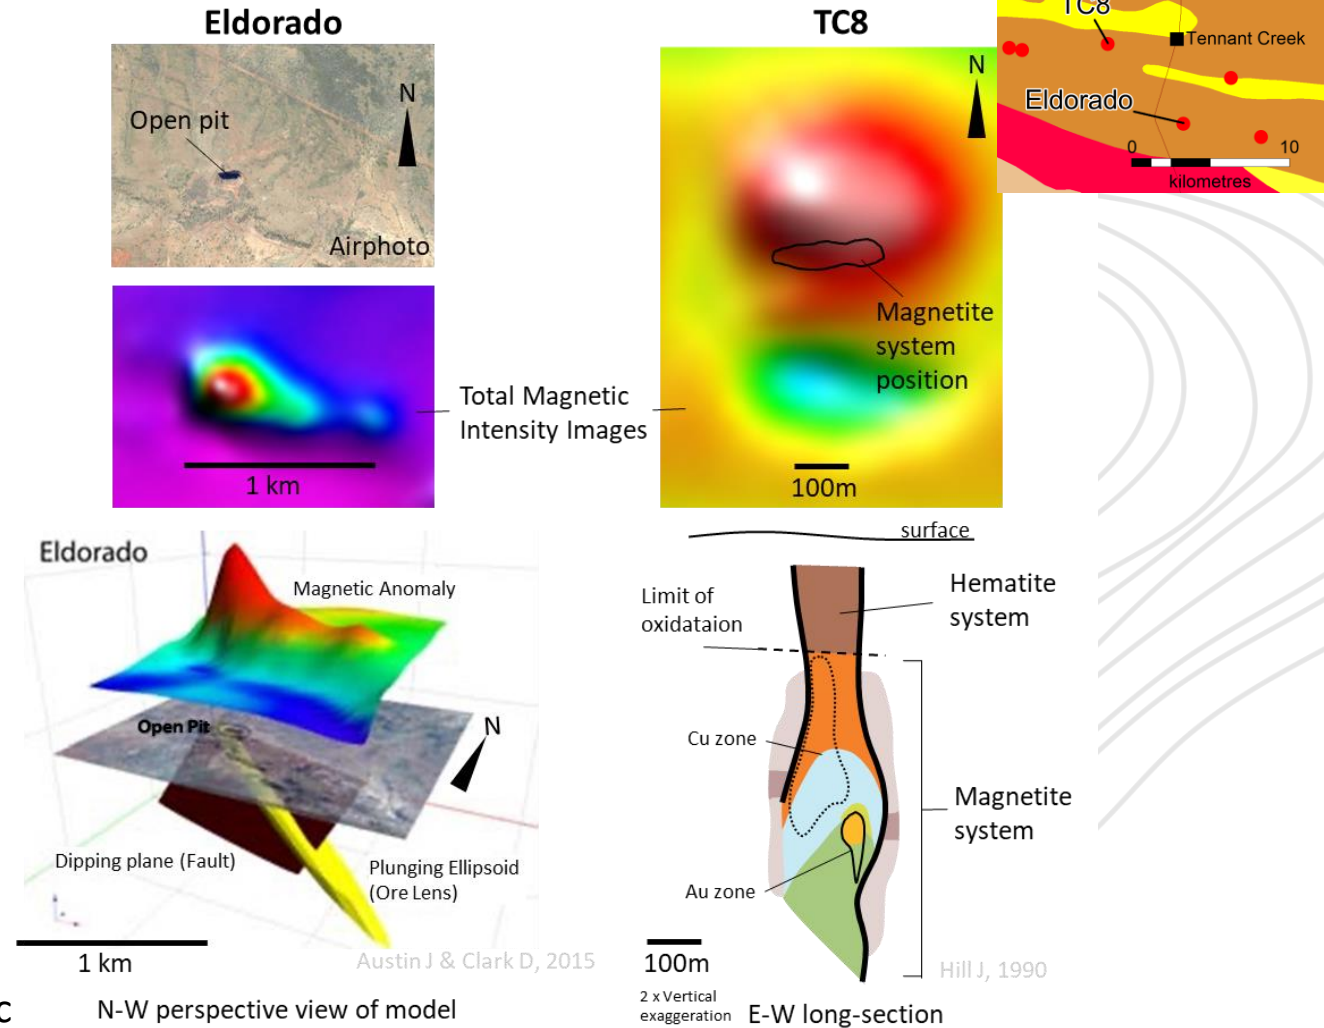 Eldorado
TC8
TC8
Tennant Creek
Eldorado
0
10
kilometres
N
Open pit
Airphoto
N
Magnetite
system
position
Total Magnetic
Intensity Images
1 km
100m
Eldorado
Magnetic Anomaly
Open Pit
N
Dipping plane (Fault)
Plunging Ellipsoid
(Ore Lens)
1 km
Austin J & Clark D, 2015
C
N-W perspective view of model
surface
Limit of
oxidataion
Hematite
system
Cu zone
Magnetite
system
Au zone
100m
Hill J, 1990
2 x Vertical
exaggeration
E-W long-section